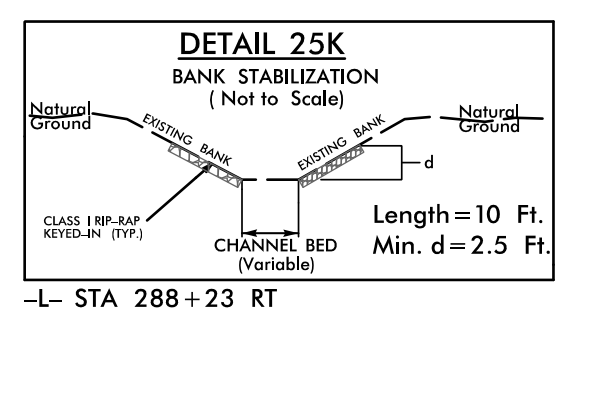 DETAIL 25K
BANK STABILIZATION
( Not to Scale)
Natural
Ground
EXISTING BANK
EXISTING BANK
Natural
Ground
d
CLASS I RIP–RAP
KEYED–IN (TYP.)
CHANNEL BED
(Variable)
Length=10 Ft.
Min. d=2.5 Ft.
–L– STA 288+23 RT